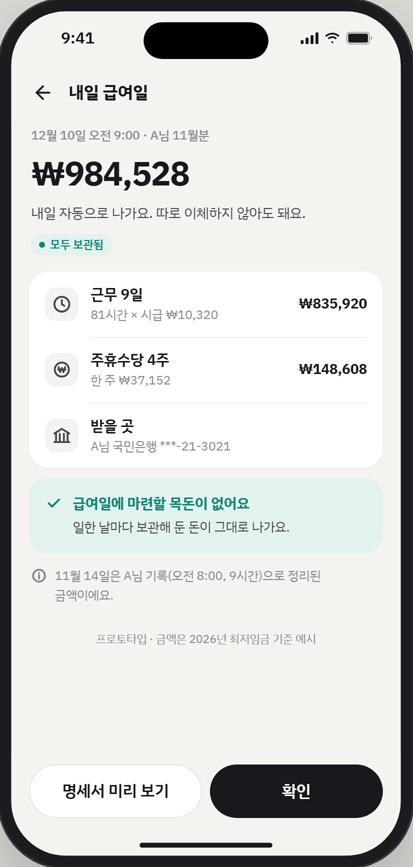 9:41
내일 급여일
12월 10일 오전 9:00 · A님 11월분
₩984,528
내일 자동으로 나가요. 따로 이체하지 않아도 돼요.
모두 보관됨
근무 9일
81시간 × 시급 ₩10,320
₩835,920
주휴수당 4주
한 주 ₩37,152
₩148,608
받을 곳
A님 국민은행 ***-21-3021
급여일에 마련할 목돈이 없어요
일한 날마다 보관해 둔 돈이 그대로 나가요.
11월 14일은 A님 기록(오전 8:00, 9시간)으로 정리된
금액이에요.
프로토타입 · 금액은 2026년 최저임금 기준 예시
명세서 미리 보기
확인